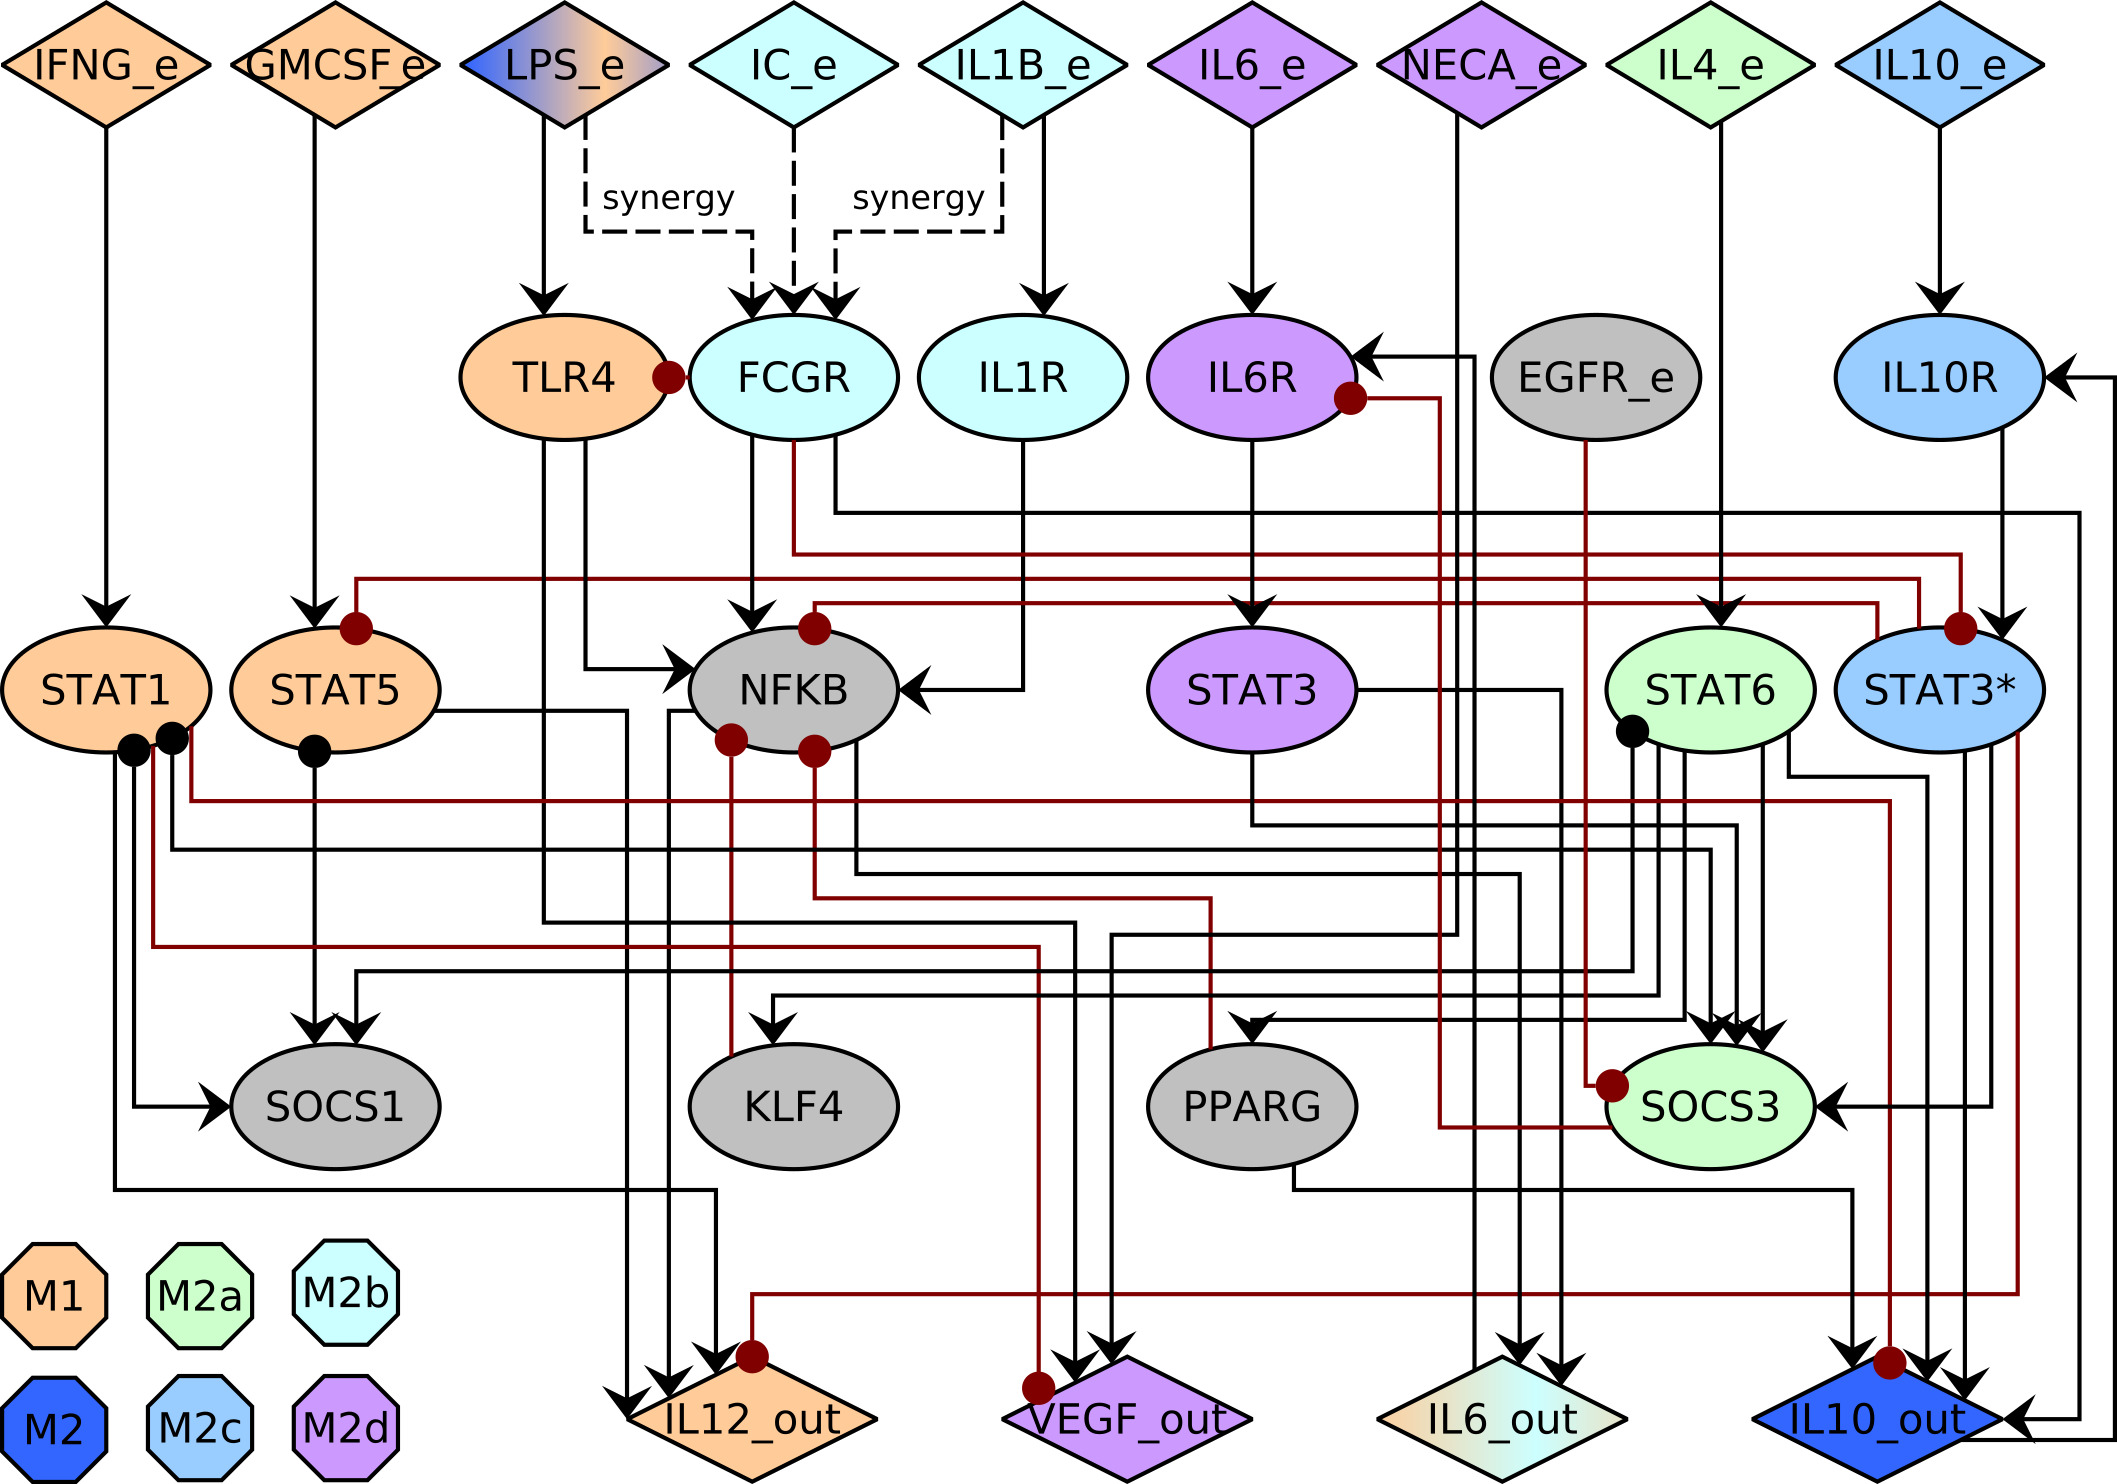 IFNG_e GMCSF_e LPS_e IC_e IL1B_e IL6_e NECA_e IL4_e IL10_e
synergy synergy
TLR4 FCGR IL1R IL6R EGFR_e IL10R
STAT1 STAT5 NFKB STAT3 STAT6 STAT3*
SOCS1 KLF4 PPARG SOCS3
M1 M2a M2b
M2 M2c M2d
IL12_out VEGF_out IL6_out IL10_out